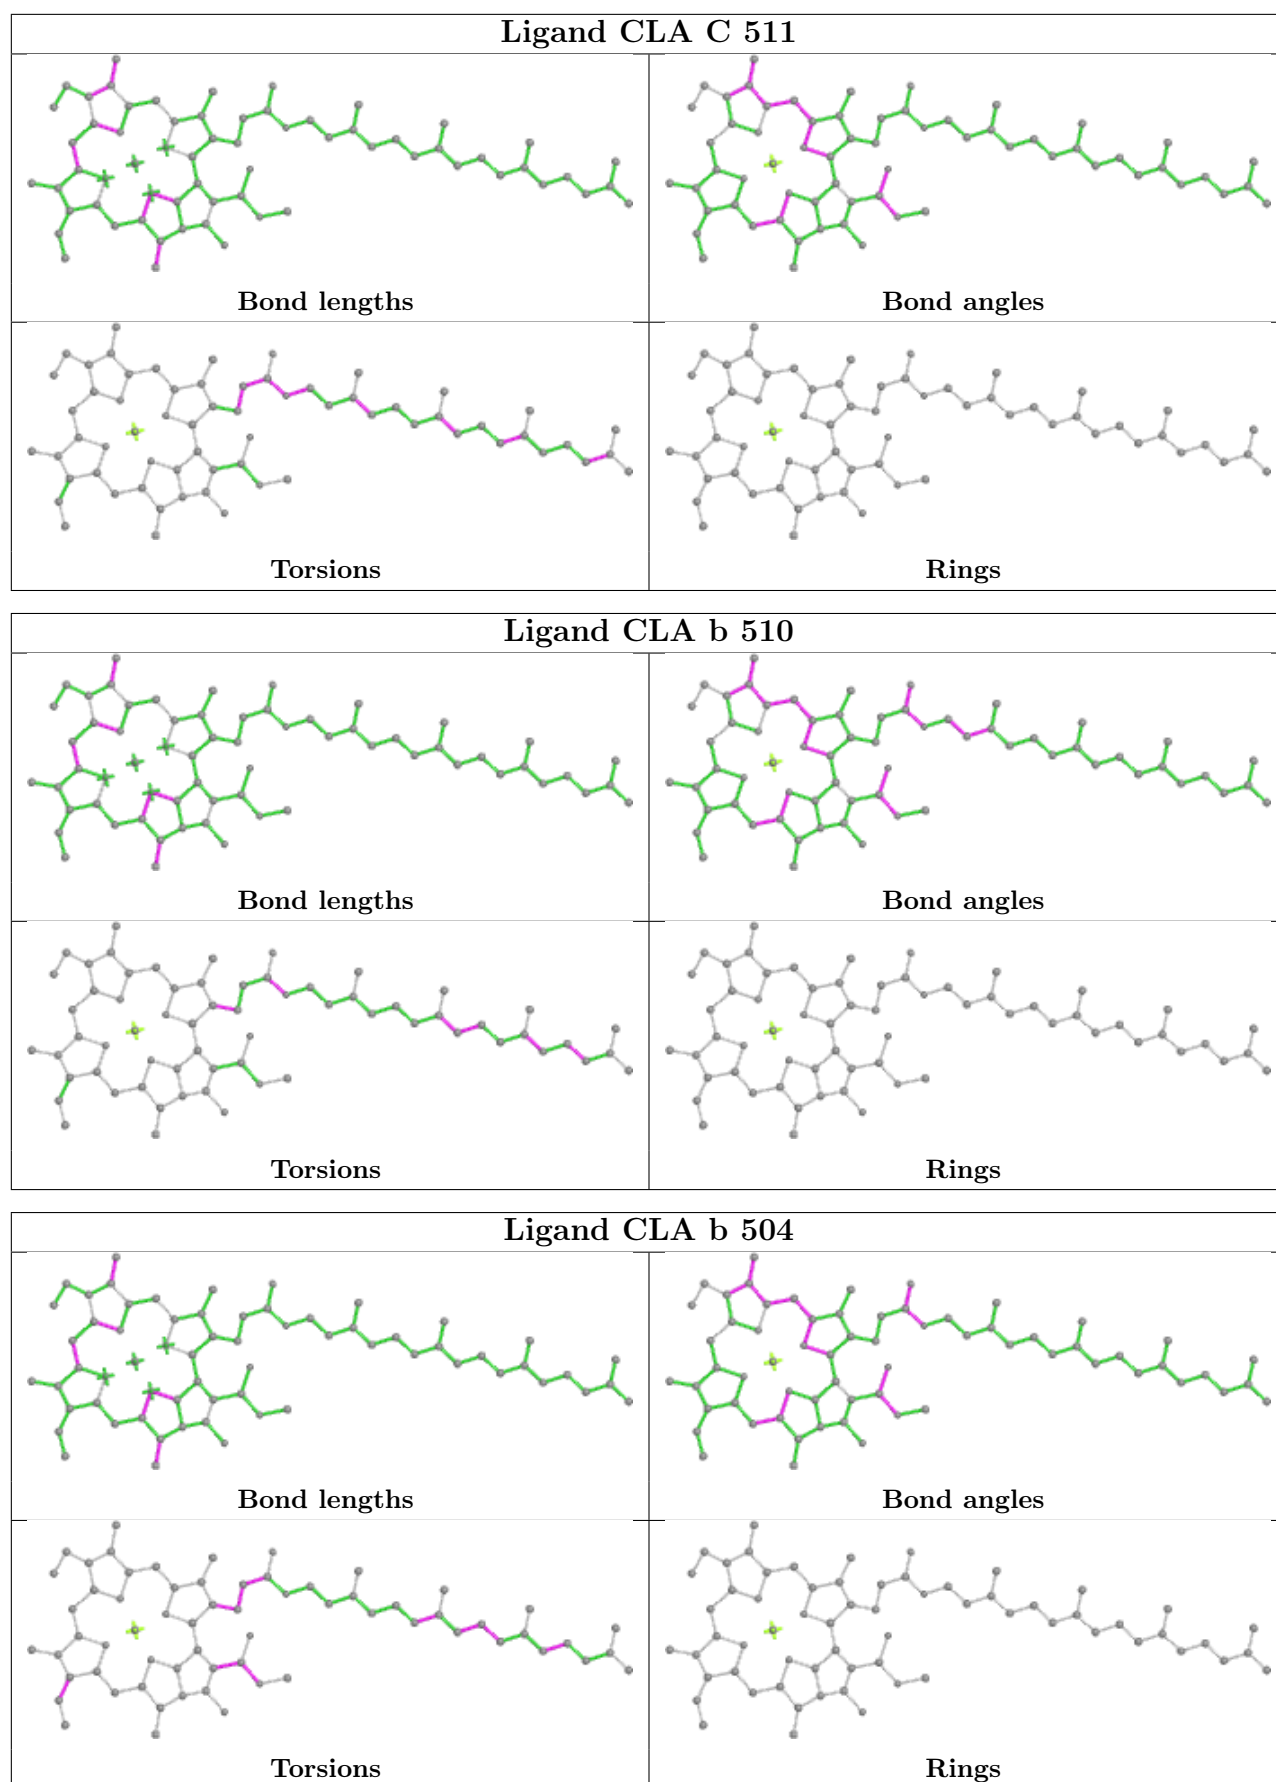 Ligand CLA C 511
Bond lengths
Bond angles
Torsions
Rings
Ligand CLA b 510
Bond lengths
Bond angles
Torsions
Rings
Ligand CLA b 504
Bond lengths
Bond angles
Torsions
Rings